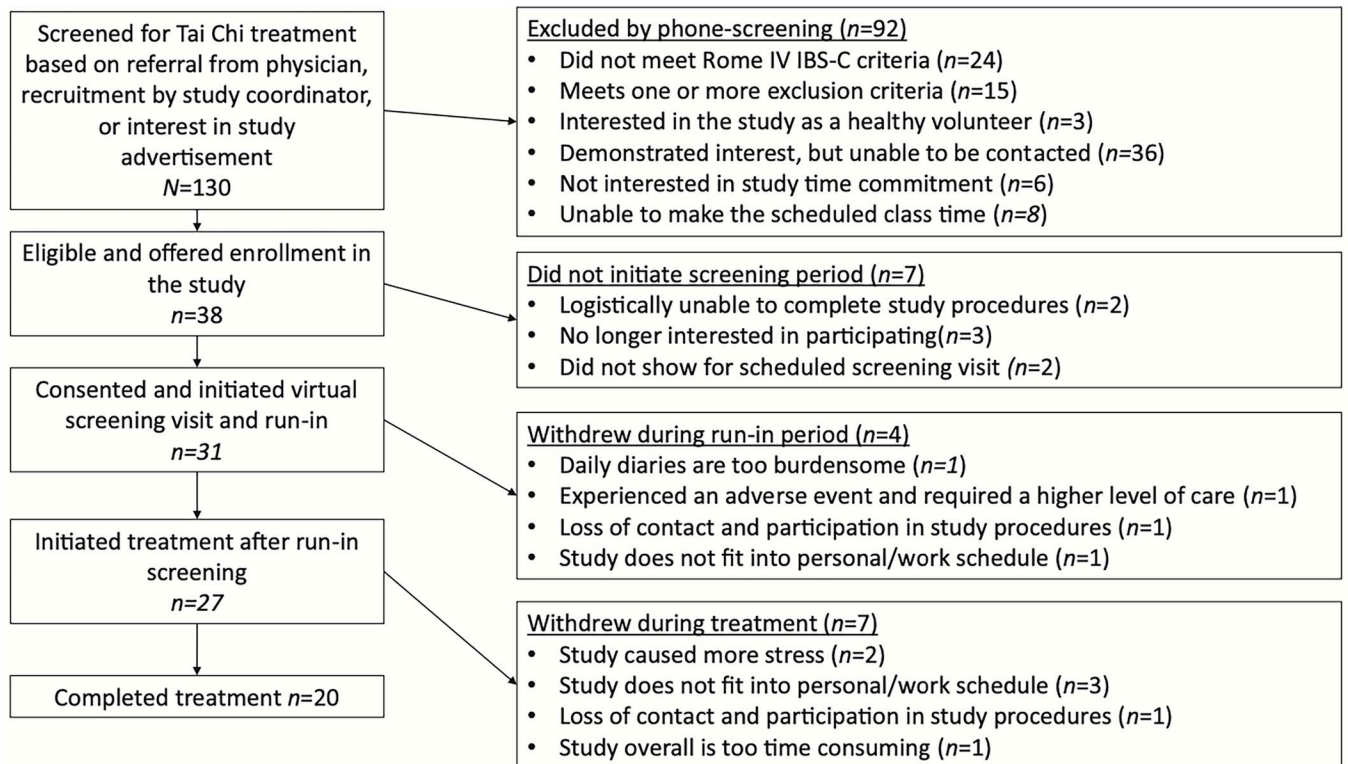 Screened for Tai Chi treatment
based on referral from physician,
recruitment by study coordinator,
or interest in study
advertisement
N=130
Excluded by phone-screening (n=92)
• Did not meet Rome IV IBS-C criteria (n=24)
• Meets one or more exclusion criteria (n=15)
• Interested in the study as a healthy volunteer (n=3)
• Demonstrated interest, but unable to be contacted (n=36)
• Not interested in study time commitment (n=6)
• Unable to make the scheduled class time (n=8)
Eligible and offered enrollment in
the study
n=38
Did not initiate screening period (n=7)
• Logistically unable to complete study procedures (n=2)
• No longer interested in participating(n=3)
• Did not show for scheduled screening visit (n=2)
Consented and initiated virtual
screening visit and run-in
n=31
Withdrew during run-in period (n=4)
• Daily diaries are too burdensome (n=1)
• Experienced an adverse event and required a higher level of care (n=1)
• Loss of contact and participation in study procedures (n=1)
• Study does not fit into personal/work schedule (n=1)
Initiated treatment after run-in
screening
n=27
Withdrew during treatment (n=7)
• Study caused more stress (n=2)
• Study does not fit into personal/work schedule (n=3)
• Loss of contact and participation in study procedures (n=1)
• Study overall is too time consuming (n=1)
Completed treatment n=20